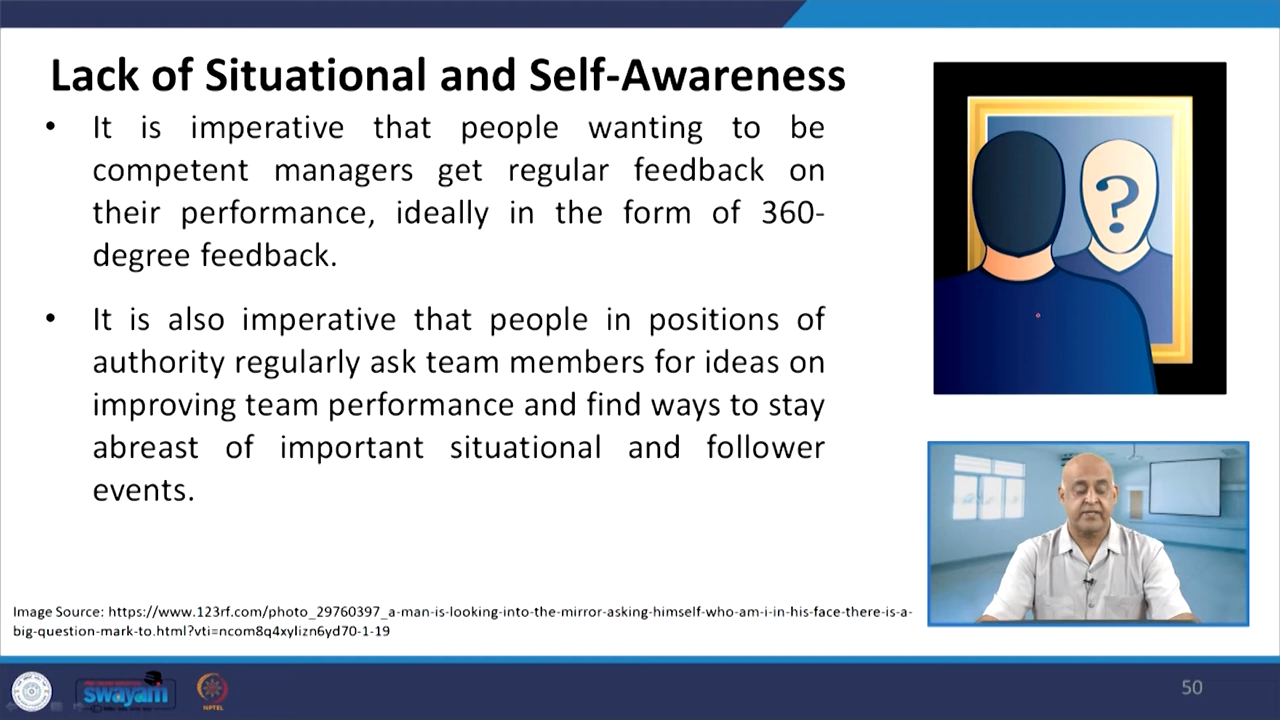 Lack of Situational and Self-Awareness
• It is imperative that people wanting to be
competent managers get regular feedback on
their performance, ideally in the form of 360-
degree feedback.
• It is also imperative that people in positions of
authority regularly ask team members for ideas on
improving team performance and find ways to stay
abreast of important situational and follower
events.
?
Image Source: https://www.123rf.com/photo_29760397_a-man-is-looking-into-the-mirror-asking-himself-who-am-i-in-his-face-there-is-a-
big-question-mark-to.html?vti=ncom8q4xylizn6yd70-1-19
swayam
NPTEL
50